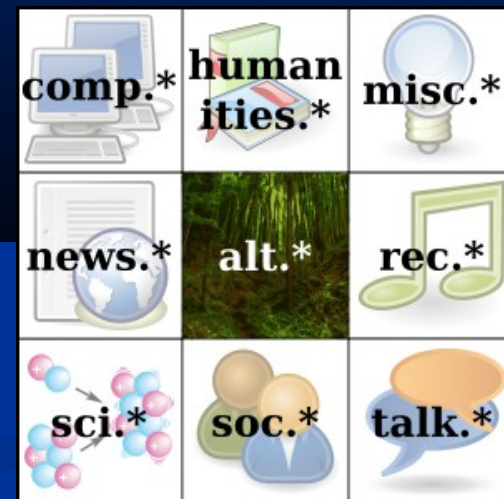 comp.*
human
ities.*
misc.*
news.*
alt.*
rec.*
sci.*
soc.*
talk.*